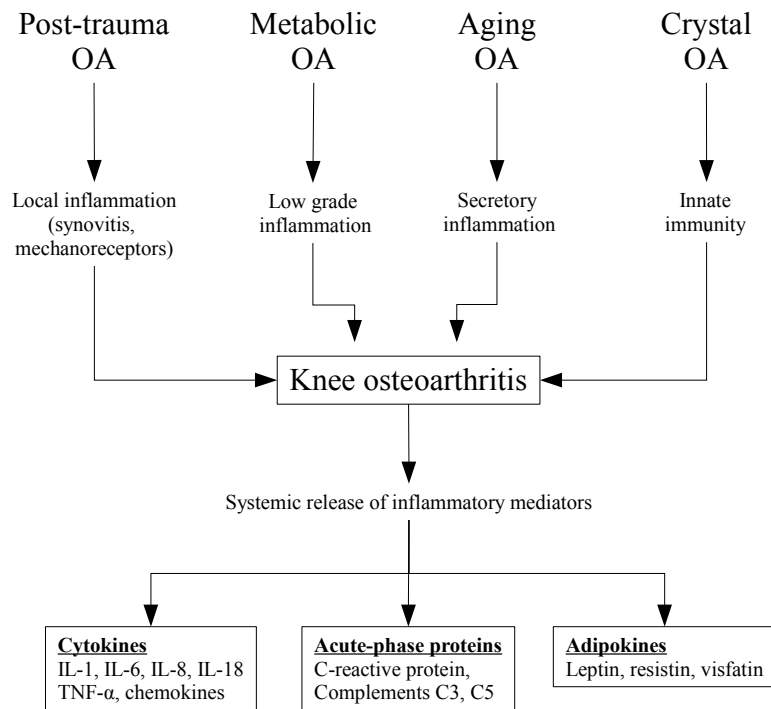 Post-trauma
OA
Metabolic
OA
Aging
OA
Crystal
OA
Local inflammation
(synovitis,
mechanoreceptors)
Low grade
inflammation
Secretory
inflammation
Innate
immunity
Knee osteoarthritis
Systemic release of inflammatory mediators
Cytokines
IL-1, IL-6, IL-8, IL-18
TNF-α, chemokines
Acute-phase proteins
C-reactive protein,
Complements C3, C5
Adipokines
Leptin, resistin, visfatin